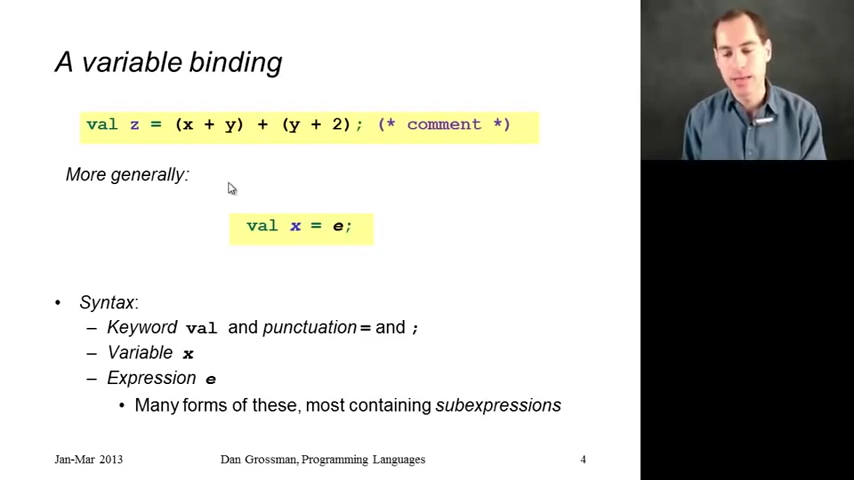 A variable binding
val z = (x + y) + (y + 2); (* comment *)
More generally:
val x = e;
• Syntax:
– Keyword val and punctuation = and ;
– Variable x
– Expression e
• Many forms of these, most containing subexpressions
Jan-Mar 2013 Dan Grossman, Programming Languages 4